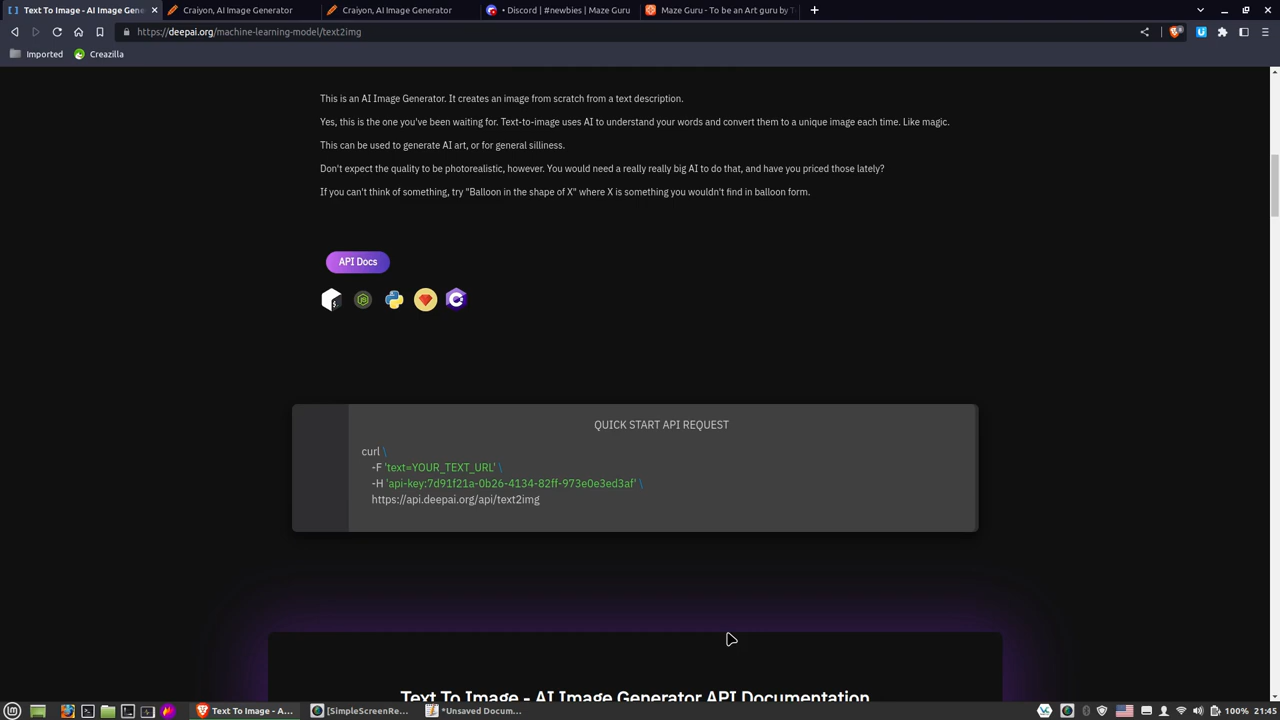 Text To Image - AI Image Gene
Craiyon, AI Image Generator
Craiyon, AI Image Generator
• Discord | #newbies | Maze Guru
Maze Guru - To be an Art guru by T
https://deepai.org/machine-learning-model/text2img
Imported
Creazilla
This is an AI Image Generator. It creates an image from scratch from a text description.
Yes, this is the one you've been waiting for. Text-to-image uses AI to understand your words and convert them to a unique image each time. Like magic.
This can be used to generate AI art, or for general silliness.
Don't expect the quality to be photorealistic, however. You would need a really really big AI to do that, and have you priced those lately?
If you can't think of something, try "Balloon in the shape of X" where X is something you wouldn't find in balloon form.
API Docs
QUICK START API REQUEST
curl \
-F 'text=YOUR_TEXT_URL' \
-H 'api-key:7d91f21a-0b26-4134-82ff-973e0e3ed3af' \
https://api.deepai.org/api/text2img
Text To Image - AI Image Generator API Documentation
Text To Image - A...
[SimpleScreenRe...
*Unsaved Docum...
100%
21:45